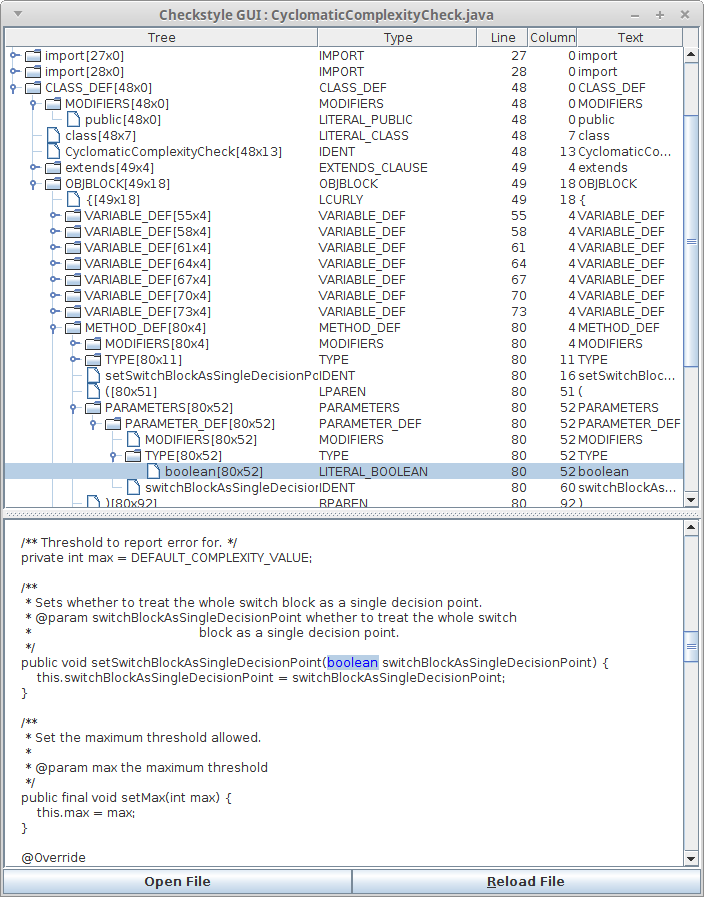 Checkstyle GUI : CyclomaticComplexityCheck.java
Tree Type Line Column Text
import[27x0] IMPORT 27 0 import
import[28x0] IMPORT 28 0 import
CLASS_DEF[48x0] CLASS_DEF 48 0 CLASS_DEF
MODIFIERS[48x0] MODIFIERS 48 0 MODIFIERS
public[48x0] LITERAL_PUBLIC 48 0 public
class[48x7] LITERAL_CLASS 48 7 class
CyclomaticComplexityCheck[48x13] IDENT 48 13 CyclomaticCo...
extends[49x4] EXTENDS_CLAUSE 49 4 extends
OBJBLOCK[49x18] OBJBLOCK 49 18 OBJBLOCK
{[49x18] LCURLY 49 18 {
VARIABLE_DEF[55x4] VARIABLE_DEF 55 4 VARIABLE_DEF
VARIABLE_DEF[58x4] VARIABLE_DEF 58 4 VARIABLE_DEF
VARIABLE_DEF[61x4] VARIABLE_DEF 61 4 VARIABLE_DEF
VARIABLE_DEF[64x4] VARIABLE_DEF 64 4 VARIABLE_DEF
VARIABLE_DEF[67x4] VARIABLE_DEF 67 4 VARIABLE_DEF
VARIABLE_DEF[70x4] VARIABLE_DEF 70 4 VARIABLE_DEF
VARIABLE_DEF[73x4] VARIABLE_DEF 73 4 VARIABLE_DEF
METHOD_DEF[80x4] METHOD_DEF 80 4 METHOD_DEF
MODIFIERS[80x4] MODIFIERS 80 4 MODIFIERS
TYPE[80x11] TYPE 80 11 TYPE
setSwitchBlockAsSingleDecisionPo IDENT 80 16 setSwitchBloc...
([80x51] LPAREN 80 51 (
PARAMETERS[80x52] PARAMETERS 80 52 PARAMETERS
PARAMETER_DEF[80x52] PARAMETER_DEF 80 52 PARAMETER_DEF
MODIFIERS[80x52] MODIFIERS 80 52 MODIFIERS
TYPE[80x52] TYPE 80 52 TYPE
boolean[80x52] LITERAL_BOOLEAN 80 52 boolean
switchBlockAsSingleDecision IDENT 80 60 switchBlockAs...
)[80x92] RPAREN 80 92 )
/** Threshold to report error for. */
private int max = DEFAULT_COMPLEXITY_VALUE;
/**
* Sets whether to treat the whole switch block as a single decision point.
* @param switchBlockAsSingleDecisionPoint whether to treat the whole switch
* block as a single decision point.
*/
public void setSwitchBlockAsSingleDecisionPoint(boolean switchBlockAsSingleDecisionPoint) {
this.switchBlockAsSingleDecisionPoint = switchBlockAsSingleDecisionPoint;
}
/**
* Set the maximum threshold allowed.
*
* @param max the maximum threshold
*/
public final void setMax(int max) {
this.max = max;
}
@Override
Open File Reload File